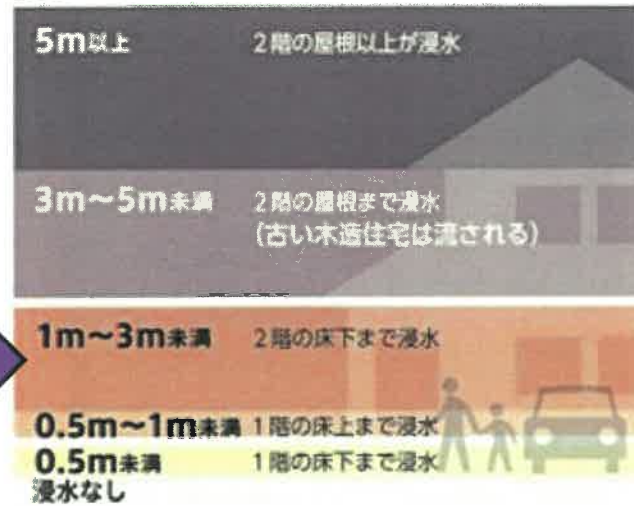 5m以上 2階の屋根以上が浸水
3m～5m未満 2階の屋根まで浸水
(古い木造住宅は流される)
1m～3m未満 2階の床下まで浸水
0.5m～1m未満 1階の床上まで浸水
0.5m未満 1階の床下まで浸水
浸水なし